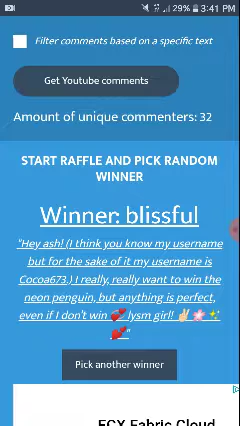 29% 3:41 PM
Filter comments based on a specific text
Get Youtube comments
Amount of unique commenters: 32
START RAFFLE AND PICK RANDOM
WINNER
Winner: blissful
"Hey ash! (I think you know my username
but for the sake of it my username is
Cocoa673.) I really, really want to win the
neon penguin, but anything is perfect,
even if I don't win 💞 lysm girl! ✌🏻🌸✨
💞"
Pick another winner
ECX Fabric Cloud